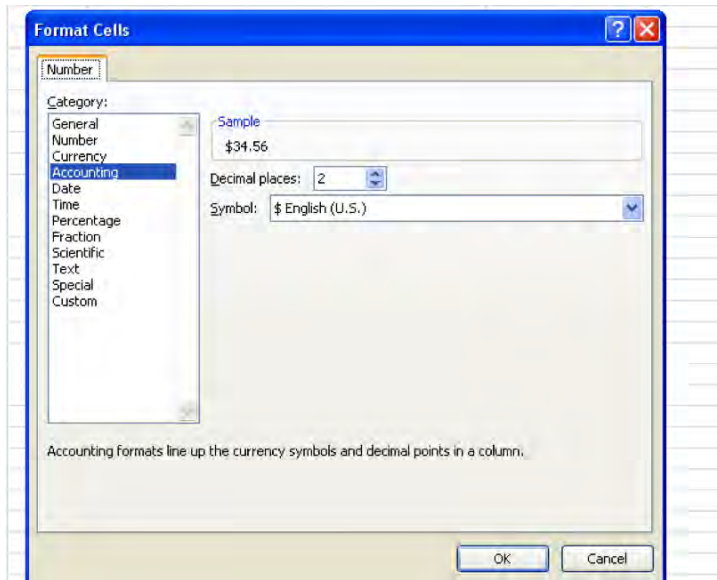 Format Cells
Number
Category:
General
Number
Currency
Accounting
Date
Time
Percentage
Fraction
Scientific
Text
Special
Custom
Sample
$34.56
Decimal places: 2
Symbol: $ English (U.S.)
Accounting formats line up the currency symbols and decimal points in a column.
OK Cancel